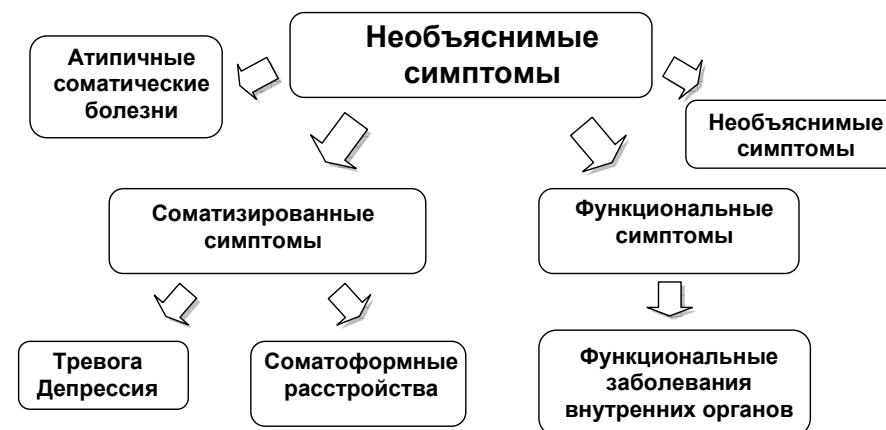 Необъяснимые
симптомы
Атипичные
соматические
болезни
Необъяснимые
симптомы
Соматизированные
симптомы
Функциональные
симптомы
Тревога
Депрессия
Соматоформные
расстройства
Функциональные
заболевания
внутренних органов